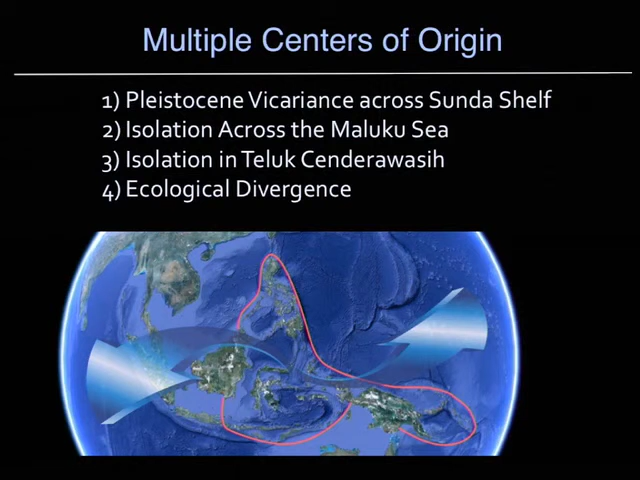 Multiple Centers of Origin
1) Pleistocene Vicariance across Sunda Shelf
2) Isolation Across the Maluku Sea
3) Isolation in Teluk Cenderawasih
4) Ecological Divergence